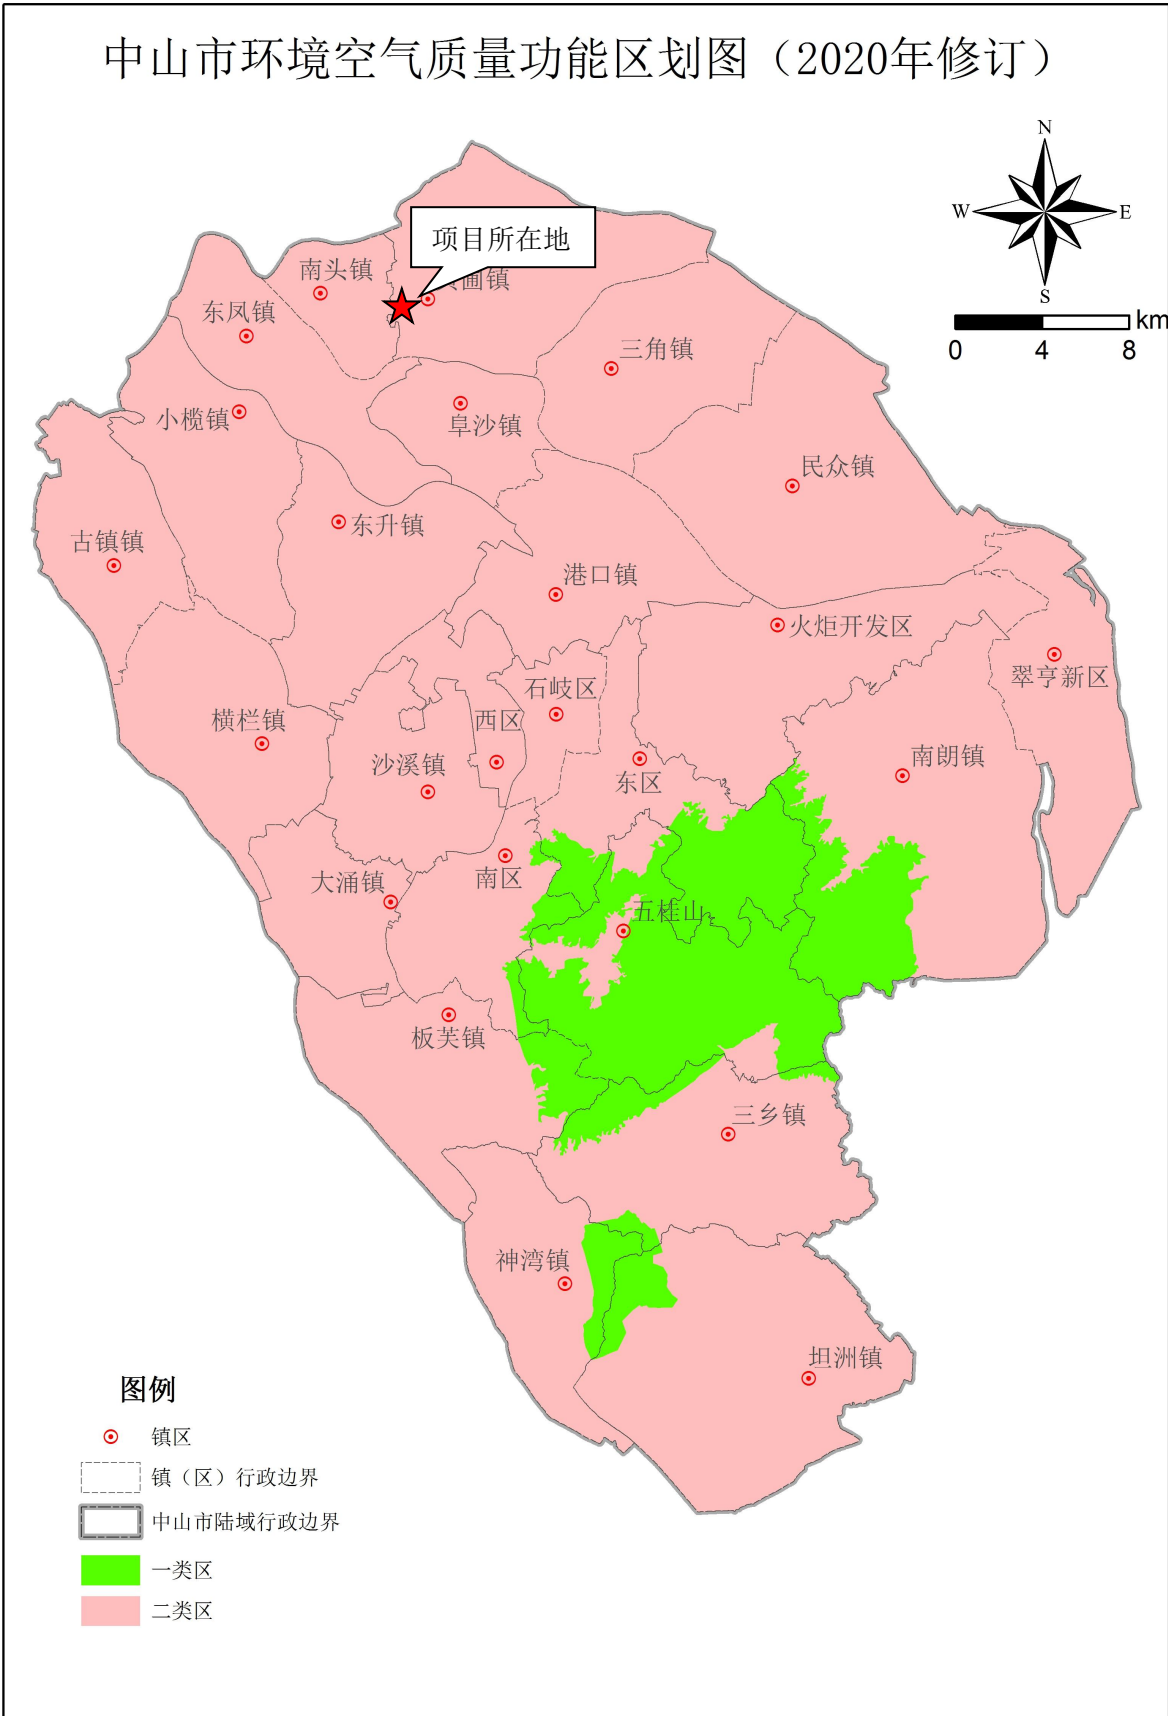 中山市环境空气质量功能区划图（2020年修订）
N
W
E
S
km
0
4
8
项目所在地
南头镇
圃镇
东凤镇
三角镇
小榄镇
阜沙镇
民众镇
东升镇
古镇镇
港口镇
火炬开发区
翠亨新区
石岐区
横栏镇
西区
沙溪镇
东区
南朗镇
南区
大涌镇
五桂山
板芙镇
三乡镇
神湾镇
坦洲镇
图例
镇区
镇（区）行政边界
中山市陆域行政边界
一类区
二类区